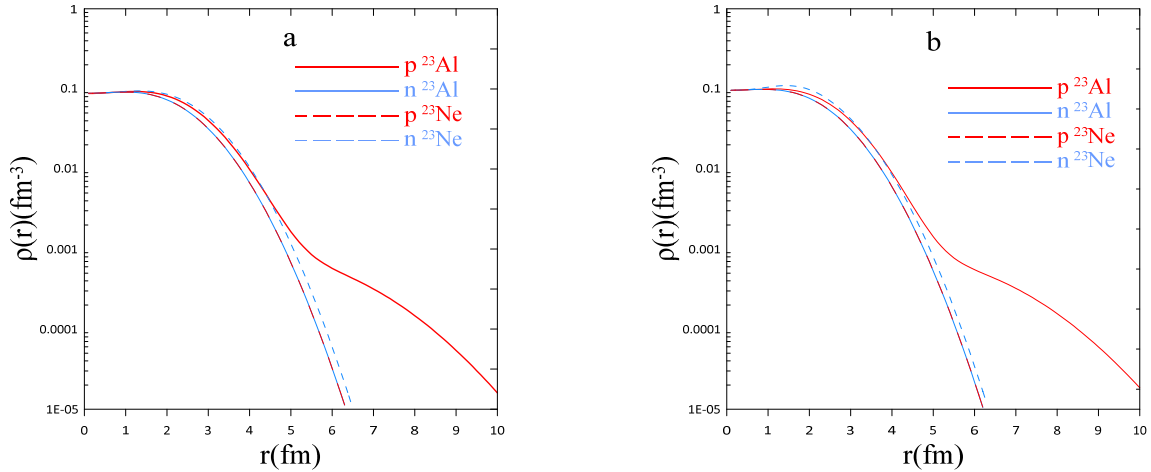 a
p ²³Al
n ²³Al
p ²³Ne
n ²³Ne
1
0.1
0.01
0.001
0.0001
1E-05
ρ(r)(fm⁻³)
0 1 2 3 4 5 6 7 8 9 10
r(fm)
b
p ²³Al
n ²³Al
p ²³Ne
n ²³Ne
1
0.1
0.01
0.001
0.0001
1E-05
ρ(r)(fm⁻³)
0 1 2 3 4 5 6 7 8 9 10
r(fm)